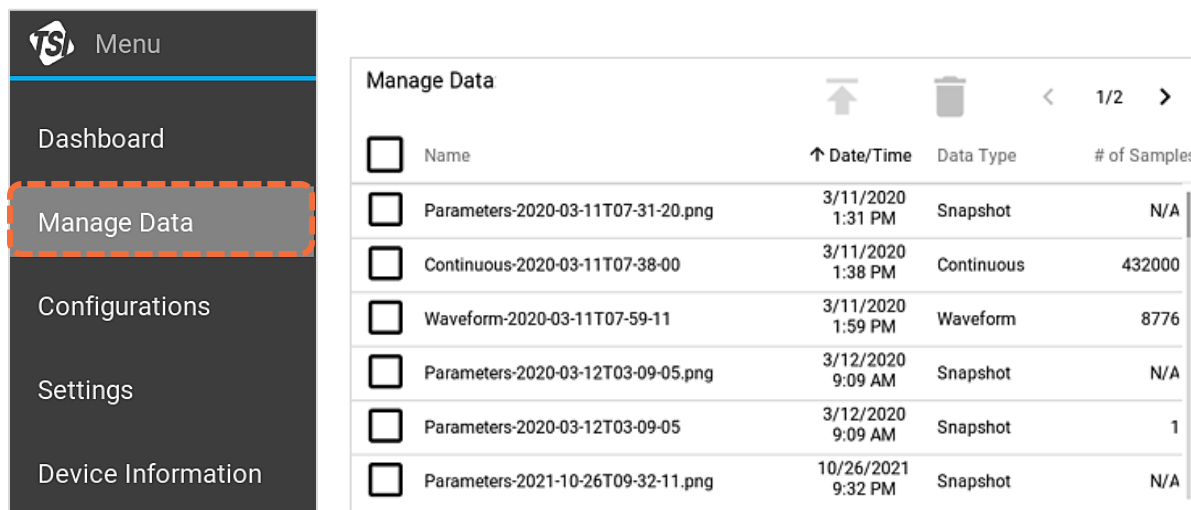 TSI Menu
Dashboard
Manage Data
Configurations
Settings
Device Information
Manage Data
1/2
Name ↑ Date/Time Data Type # of Samples
Parameters-2020-03-11T07-31-20.png 3/11/2020 1:31 PM Snapshot N/A
Continuous-2020-03-11T07-38-00 3/11/2020 1:38 PM Continuous 432000
Waveform-2020-03-11T07-59-11 3/11/2020 1:59 PM Waveform 8776
Parameters-2020-03-12T03-09-05.png 3/12/2020 9:09 AM Snapshot N/A
Parameters-2020-03-12T03-09-05 3/12/2020 9:09 AM Snapshot 1
Parameters-2021-10-26T09-32-11.png 10/26/2021 9:32 PM Snapshot N/A